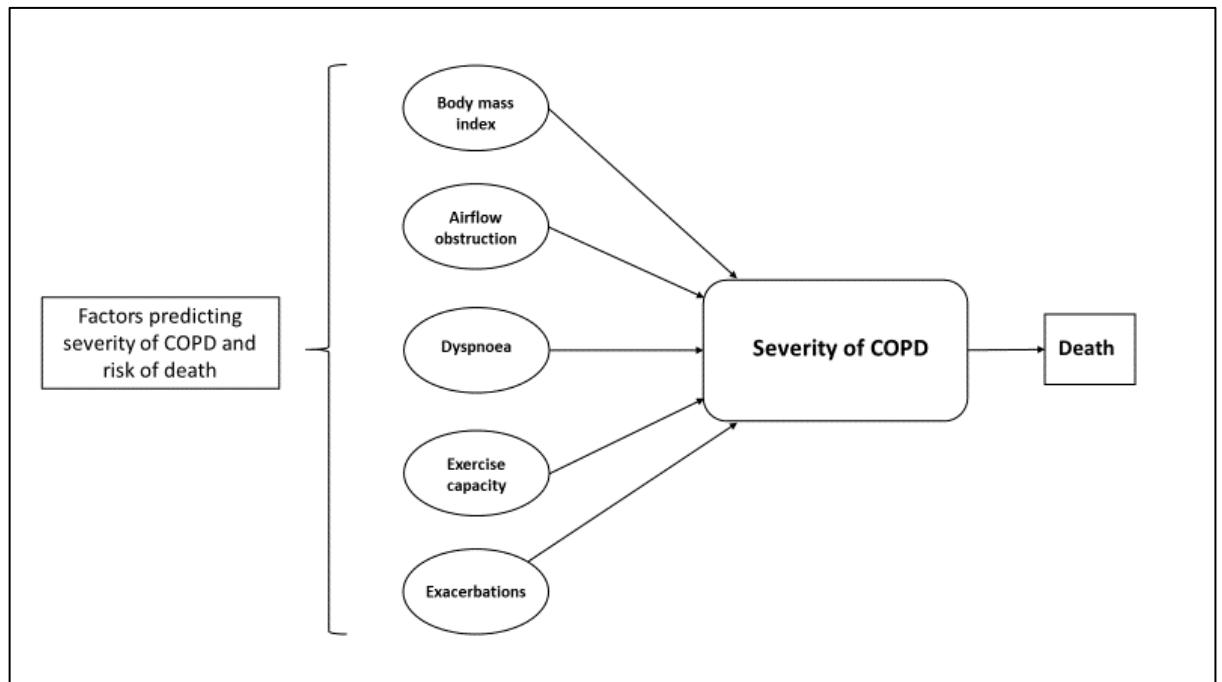 Factors predicting
severity of COPD and
risk of death
Body mass
index
Airflow
obstruction
Dyspnoea
Exercise
capacity
Exacerbations
Severity of COPD
Death